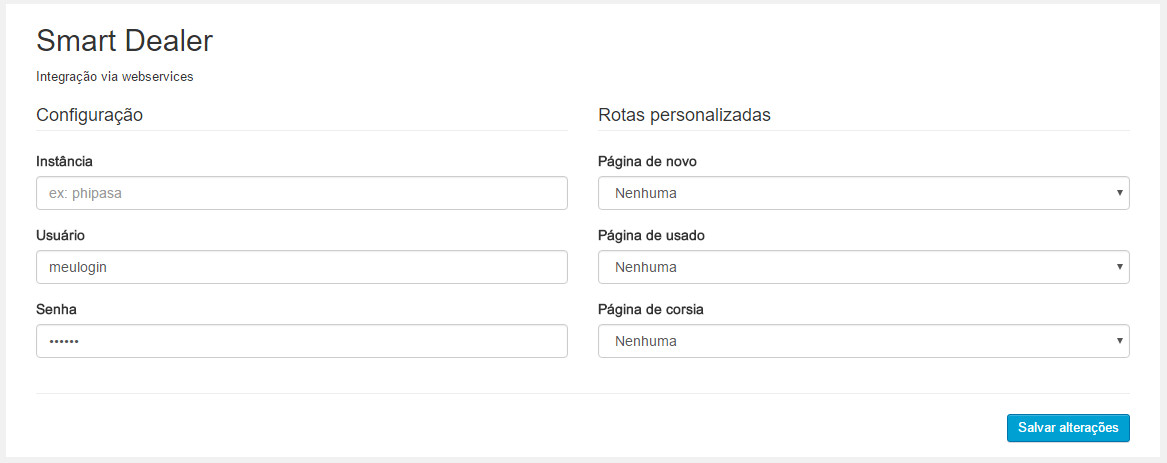 Smart Dealer
Integração via webservices
Configuração
Instância
ex: phipasa
Usuário
meulogin
Senha
••••••
Rotas personalizadas
Página de novo
Nenhuma
Página de usado
Nenhuma
Página de corsia
Nenhuma
Salvar alterações